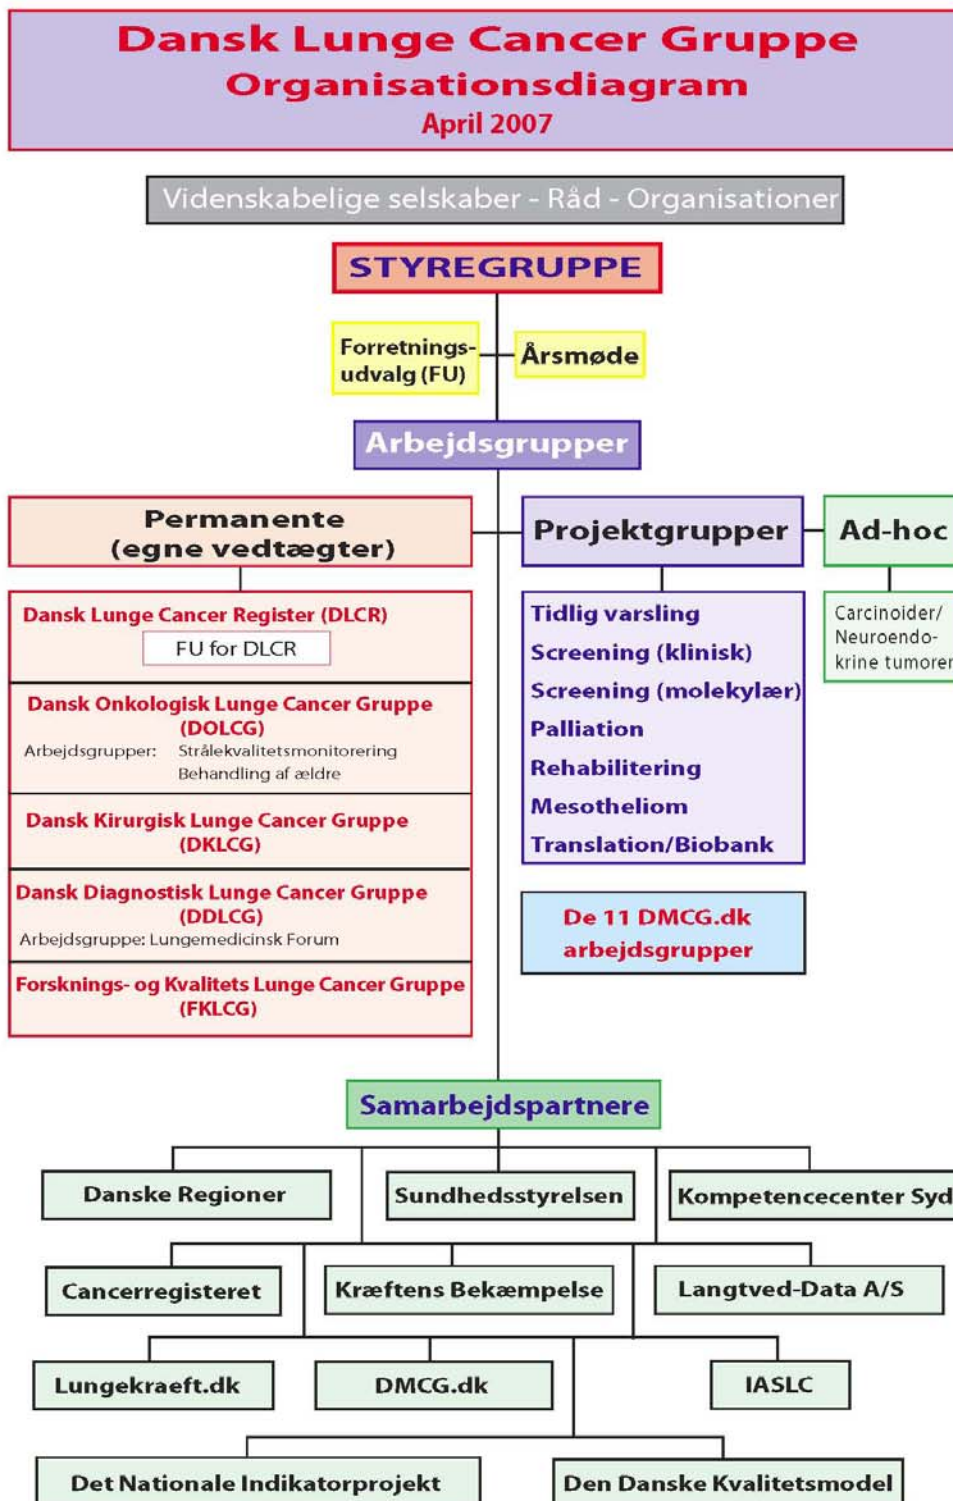 Dansk Lunge Cancer Gruppe
Organisationsdiagram
April 2007
Videnskabelige selskaber - Råd - Organisationer
STYREGRUPPE
Forretnings-
udvalg (FU)
Årsmøde
Arbejdsgrupper
Permanente
(egne vedtægter)
Dansk Lunge Cancer Register (DLCR)
FU for DLCR
Dansk Onkologisk Lunge Cancer Gruppe
(DOLCG)
Arbejdsgrupper: Strålekvalitetsmonitorering
Behandling af ældre
Dansk Kirurgisk Lunge Cancer Gruppe
(DKLCG)
Dansk Diagnostisk Lunge Cancer Gruppe
(DDLCG)
Arbejdsgruppe: Lungemedicinsk Forum
Forsknings- og Kvalitets Lunge Cancer Gruppe
(FKLCG)
Projektgrupper
Tidlig varsling
Screening (klinisk)
Screening (molekylær)
Palliation
Rehabilitering
Mesotheliom
Translation/Biobank
Ad-hoc
Carcinoider/
Neuroendo-
krine tumorer
De 11 DMCG.dk
arbejdsgrupper
Samarbejdspartnere
Danske Regioner
Sundhedsstyrelsen
Kompetencecenter Syd
Cancerregisteret
Kræftens Bekæmpelse
Langtved-Data A/S
Lungekraeft.dk
DMCG.dk
IASLC
Det Nationale Indikatorprojekt
Den Danske Kvalitetsmodel